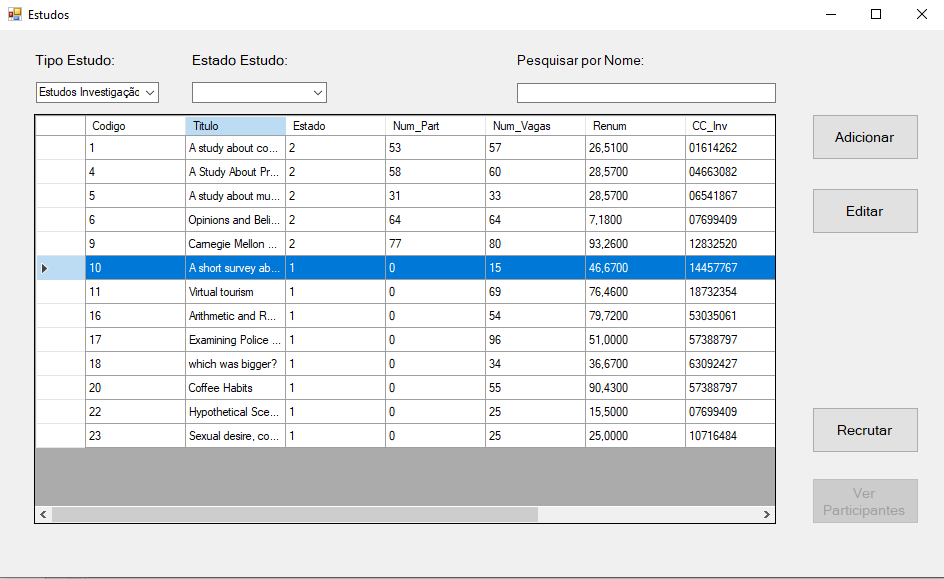 Estudos
Tipo Estudo: Estado Estudo: Pesquisar por Nome:
Estudos Investigação
Codigo Titulo Estado Num_Part Num_Vagas Renum CC_Inv
1 A study about co... 2 53 57 26,5100 01614262
4 A Study About Pr... 2 58 60 28,5700 04663082
5 A study about mu... 2 31 33 28,5700 06541867
6 Opinions and Beli... 2 64 64 7,1800 07699409
9 Carnegie Mellon ... 2 77 80 93,2600 12832520
10 A short survey ab... 1 0 15 46,6700 14457767
11 Virtual tourism 1 0 69 76,4600 18732354
16 Arithmetic and R... 1 0 54 79,7200 53035061
17 Examining Police ... 1 0 96 51,0000 57388797
18 which was bigger? 1 0 34 36,6700 63092427
20 Coffee Habits 1 0 55 90,4300 57388797
22 Hypothetical Sce... 1 0 25 15,5000 07699409
23 Sexual desire, co... 1 0 25 25,0000 10716484
Adicionar
Editar
Recrutar
Ver
Participantes